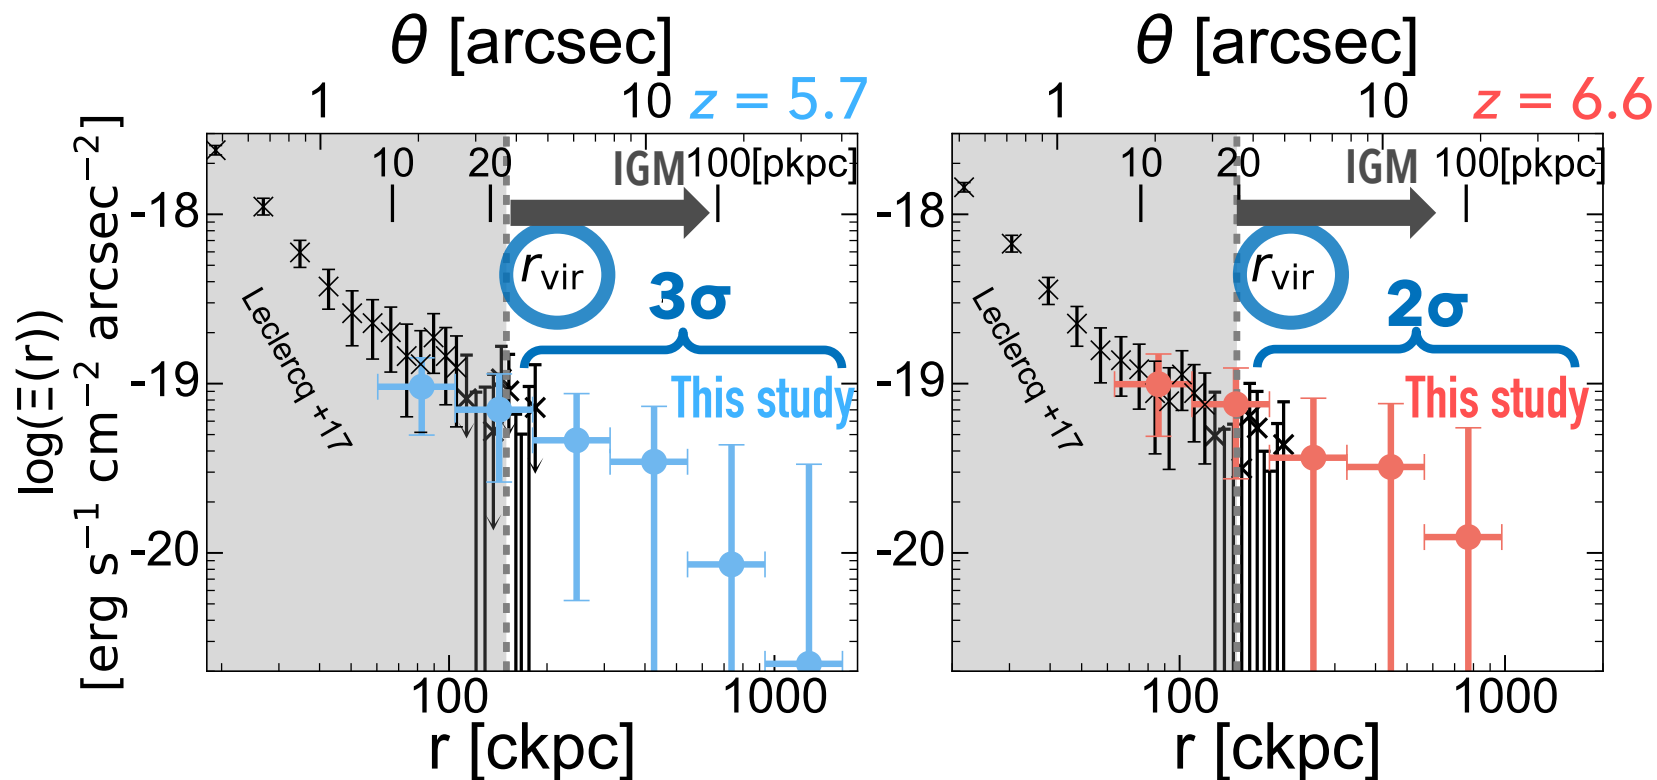 θ [arcsec]
1 10 z = 5.7
10 20 IGM 100[pkpc]
-18
-19
-20
log(Ξ(r))
[erg s⁻¹ cm⁻² arcsec⁻²]
Leclercq +17
r_vir
3σ
This study
100 1000
r [ckpc]
θ [arcsec]
1 10 z = 6.6
10 20 IGM 100[pkpc]
-18
-19
-20
Leclercq +17
r_vir
2σ
This study
100 1000
r [ckpc]